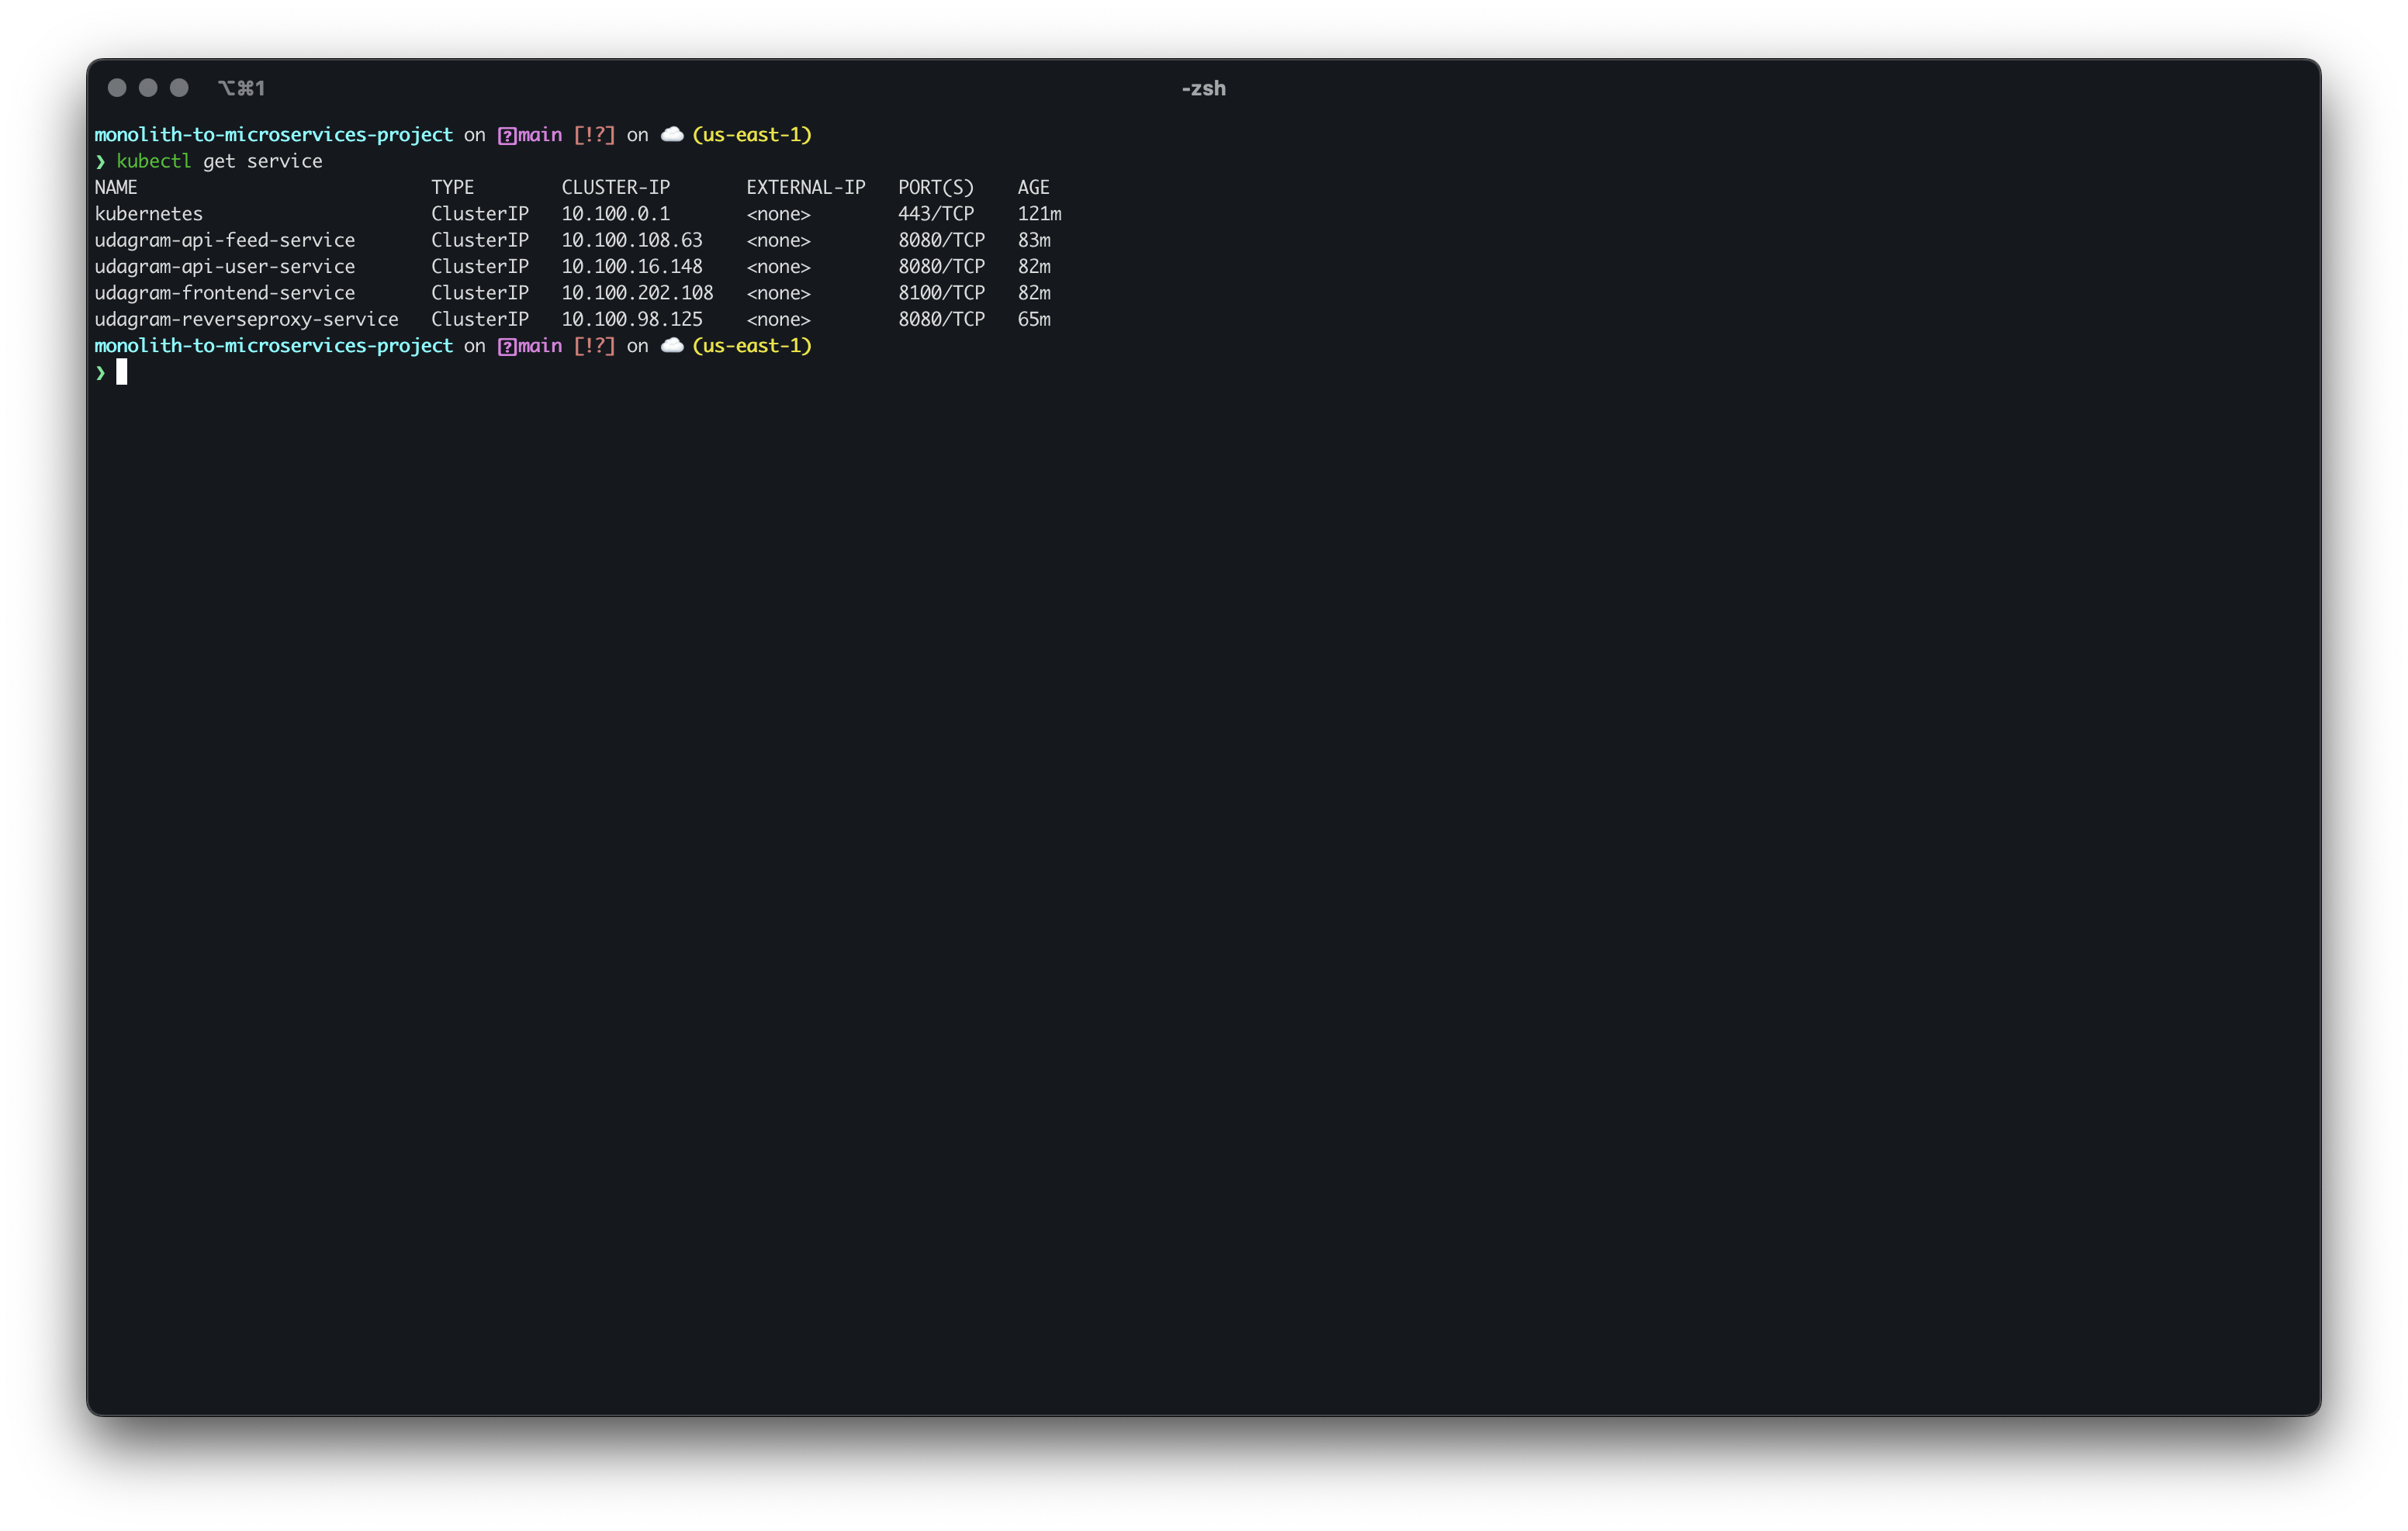 ⌥⌘1 -zsh
monolith-to-microservices-project on main [!?] on ☁️ (us-east-1)
❯ kubectl get service
NAME TYPE CLUSTER-IP EXTERNAL-IP PORT(S) AGE
kubernetes ClusterIP 10.100.0.1 <none> 443/TCP 121m
udagram-api-feed-service ClusterIP 10.100.108.63 <none> 8080/TCP 83m
udagram-api-user-service ClusterIP 10.100.16.148 <none> 8080/TCP 82m
udagram-frontend-service ClusterIP 10.100.202.108 <none> 8100/TCP 82m
udagram-reverseproxy-service ClusterIP 10.100.98.125 <none> 8080/TCP 65m
monolith-to-microservices-project on main [!?] on ☁️ (us-east-1)
❯